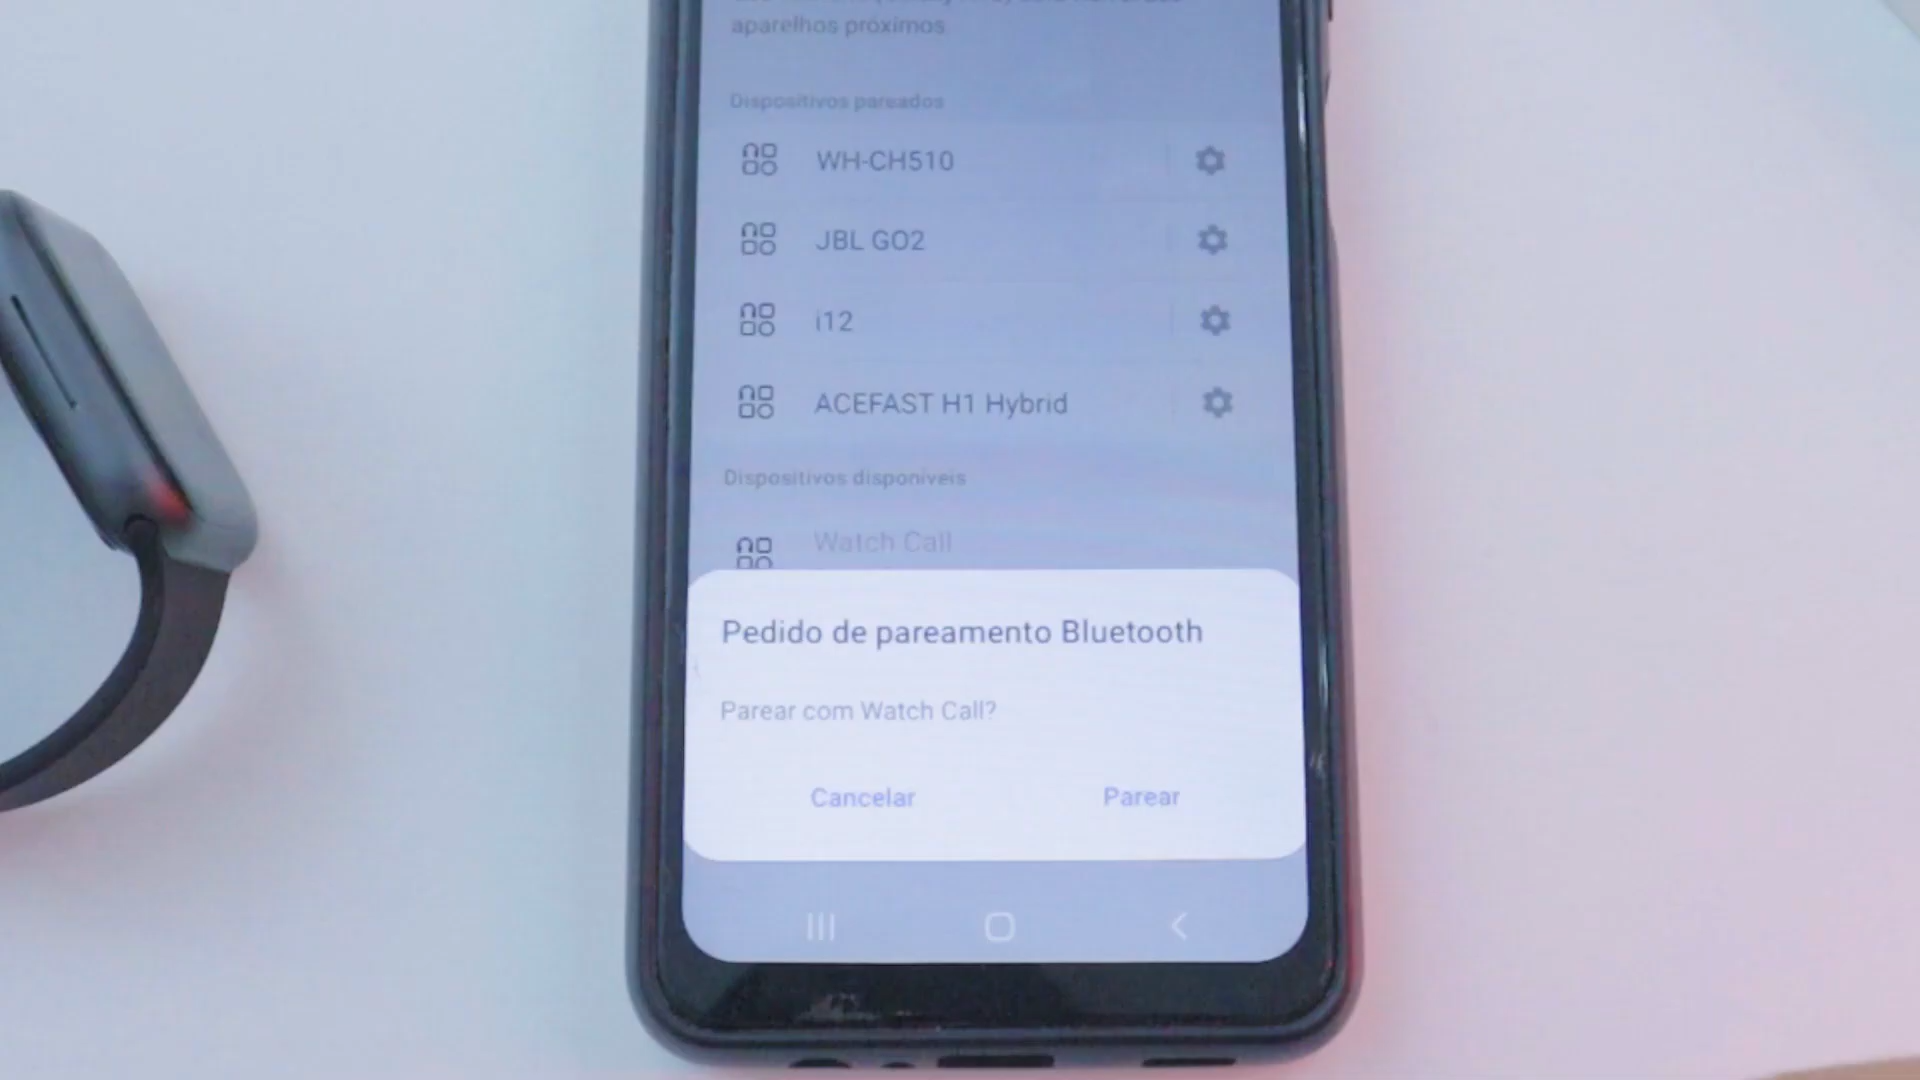 aparelhos próximos
Dispositivos pareados
WH-CH510
JBL GO2
i12
ACEFAST H1 Hybrid
Dispositivos disponíveis
Watch Call
Pedido de pareamento Bluetooth
Parear com Watch Call?
Cancelar
Parear